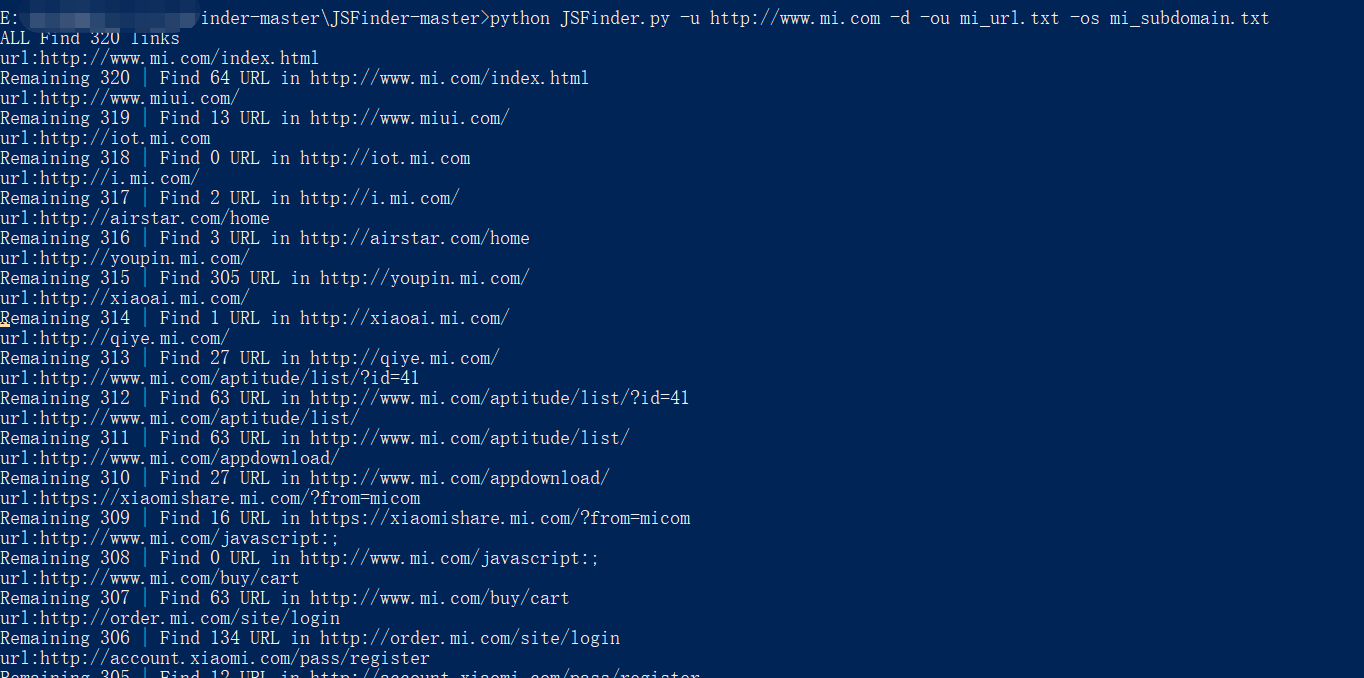 E: inder-master\JSFinder-master>python JSFinder.py -u http://www.mi.com -d -ou mi_url.txt -os mi_subdomain.txt
ALL Find 320 links
url:http://www.mi.com/index.html
Remaining 320 | Find 64 URL in http://www.mi.com/index.html
url:http://www.miui.com/
Remaining 319 | Find 13 URL in http://www.miui.com/
url:http://iot.mi.com
Remaining 318 | Find 0 URL in http://iot.mi.com
url:http://i.mi.com/
Remaining 317 | Find 2 URL in http://i.mi.com/
url:http://airstar.com/home
Remaining 316 | Find 3 URL in http://airstar.com/home
url:http://youpin.mi.com/
Remaining 315 | Find 305 URL in http://youpin.mi.com/
url:http://xiaoai.mi.com/
Remaining 314 | Find 1 URL in http://xiaoai.mi.com/
url:http://qiye.mi.com/
Remaining 313 | Find 27 URL in http://qiye.mi.com/
url:http://www.mi.com/aptitude/list/?id=41
Remaining 312 | Find 63 URL in http://www.mi.com/aptitude/list/?id=41
url:http://www.mi.com/aptitude/list/
Remaining 311 | Find 63 URL in http://www.mi.com/aptitude/list/
url:http://www.mi.com/appdownload/
Remaining 310 | Find 27 URL in http://www.mi.com/appdownload/
url:https://xiaomishare.mi.com/?from=micom
Remaining 309 | Find 16 URL in https://xiaomishare.mi.com/?from=micom
url:http://www.mi.com/javascript:;
Remaining 308 | Find 0 URL in http://www.mi.com/javascript:;
url:http://www.mi.com/buy/cart
Remaining 307 | Find 63 URL in http://www.mi.com/buy/cart
url:http://order.mi.com/site/login
Remaining 306 | Find 134 URL in http://order.mi.com/site/login
url:http://account.xiaomi.com/pass/register
Remaining 305 | Find 12 URL in http://account.xiaomi.com/pass/register